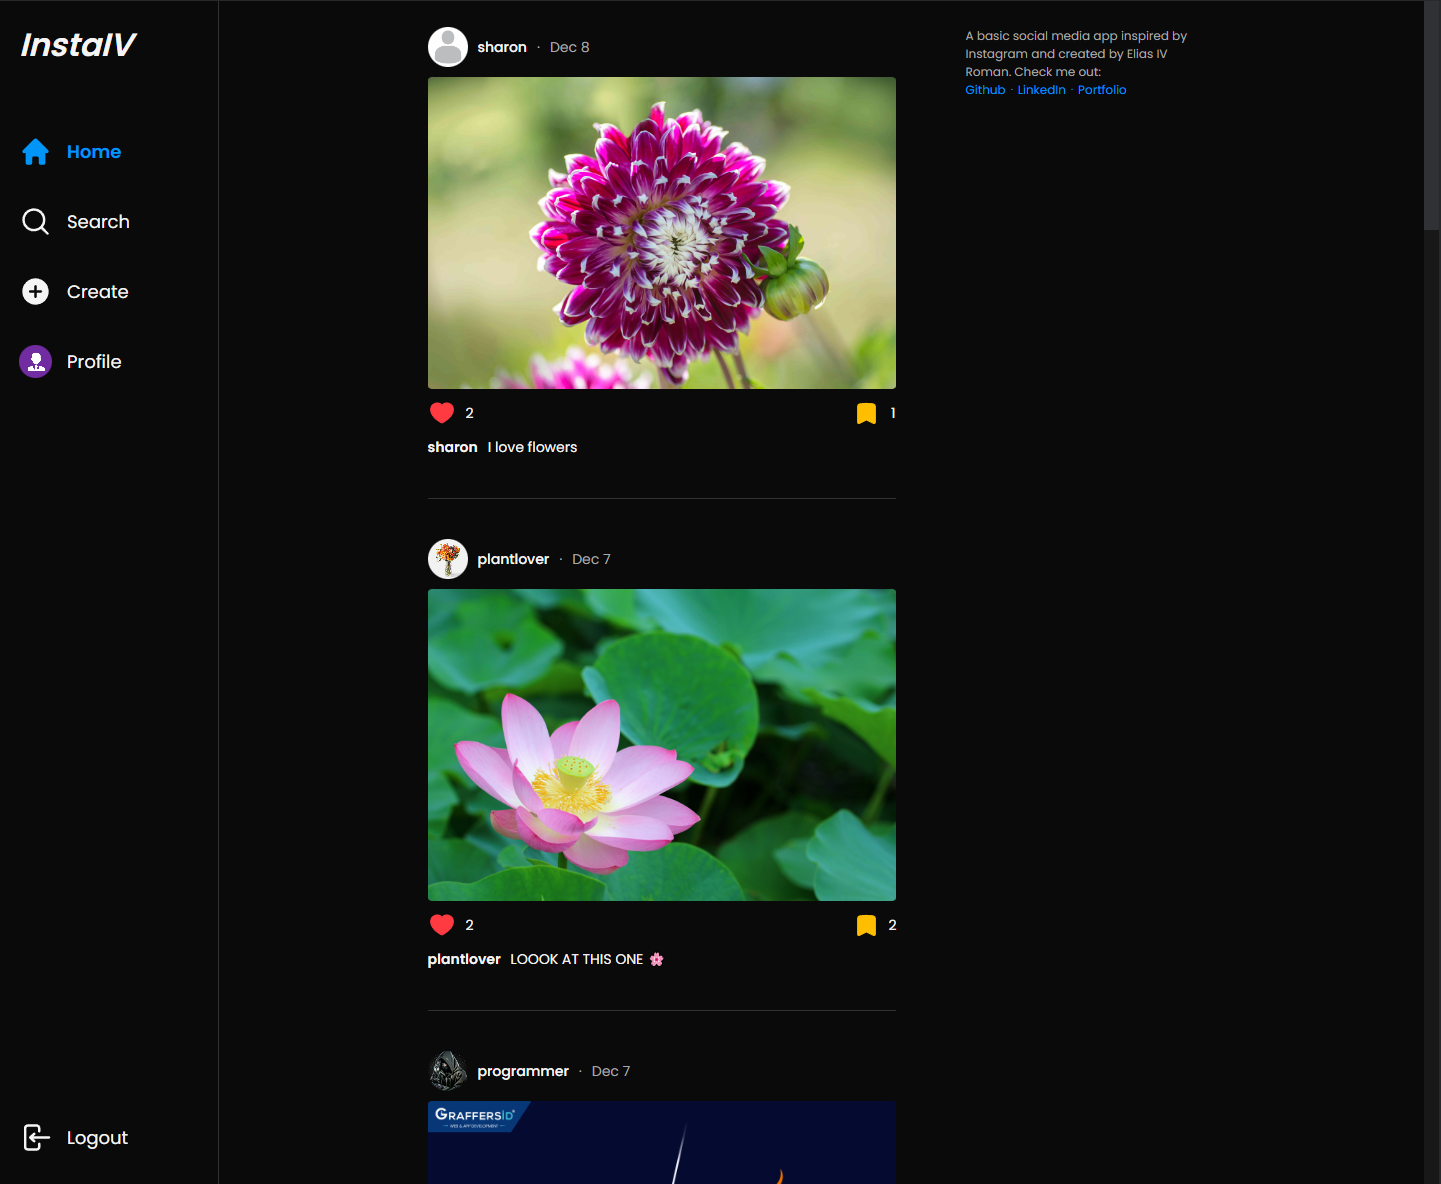 InstaIV
Home
Search
Create
Profile
Logout
sharon · Dec 8
2
1
sharon I love flowers
plantlover · Dec 7
2
2
plantlover LOOOK AT THIS ONE 🌸
programmer · Dec 7
GRAFFERSID
WEB & APP DEVELOPMENT
A basic social media app inspired by
Instagram and created by Elias IV
Roman. Check me out:
Github · LinkedIn · Portfolio